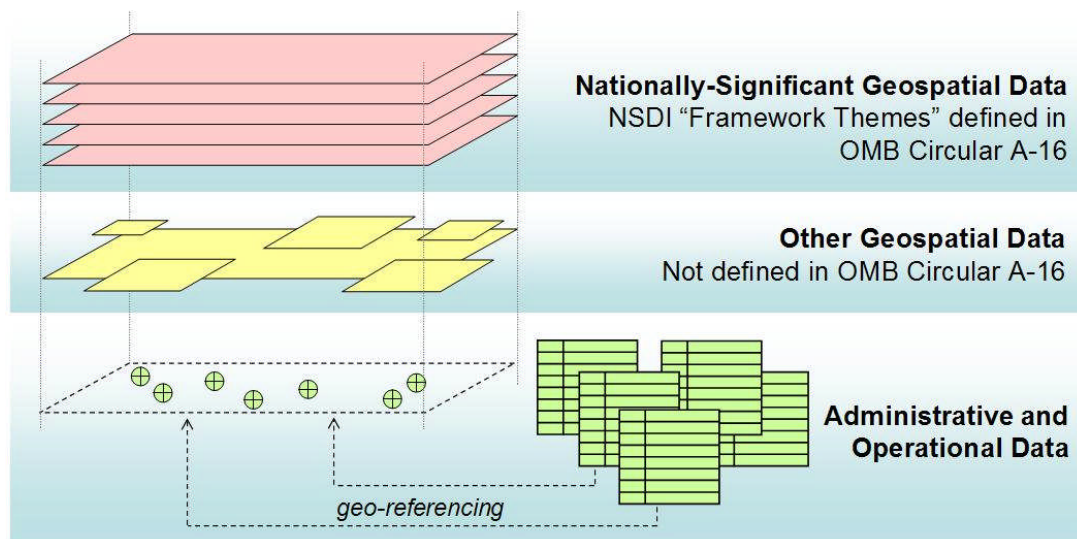 Nationally-Significant Geospatial Data
NSDI “Framework Themes” defined in
OMB Circular A-16
Other Geospatial Data
Not defined in OMB Circular A-16
Administrative and
Operational Data
geo-referencing